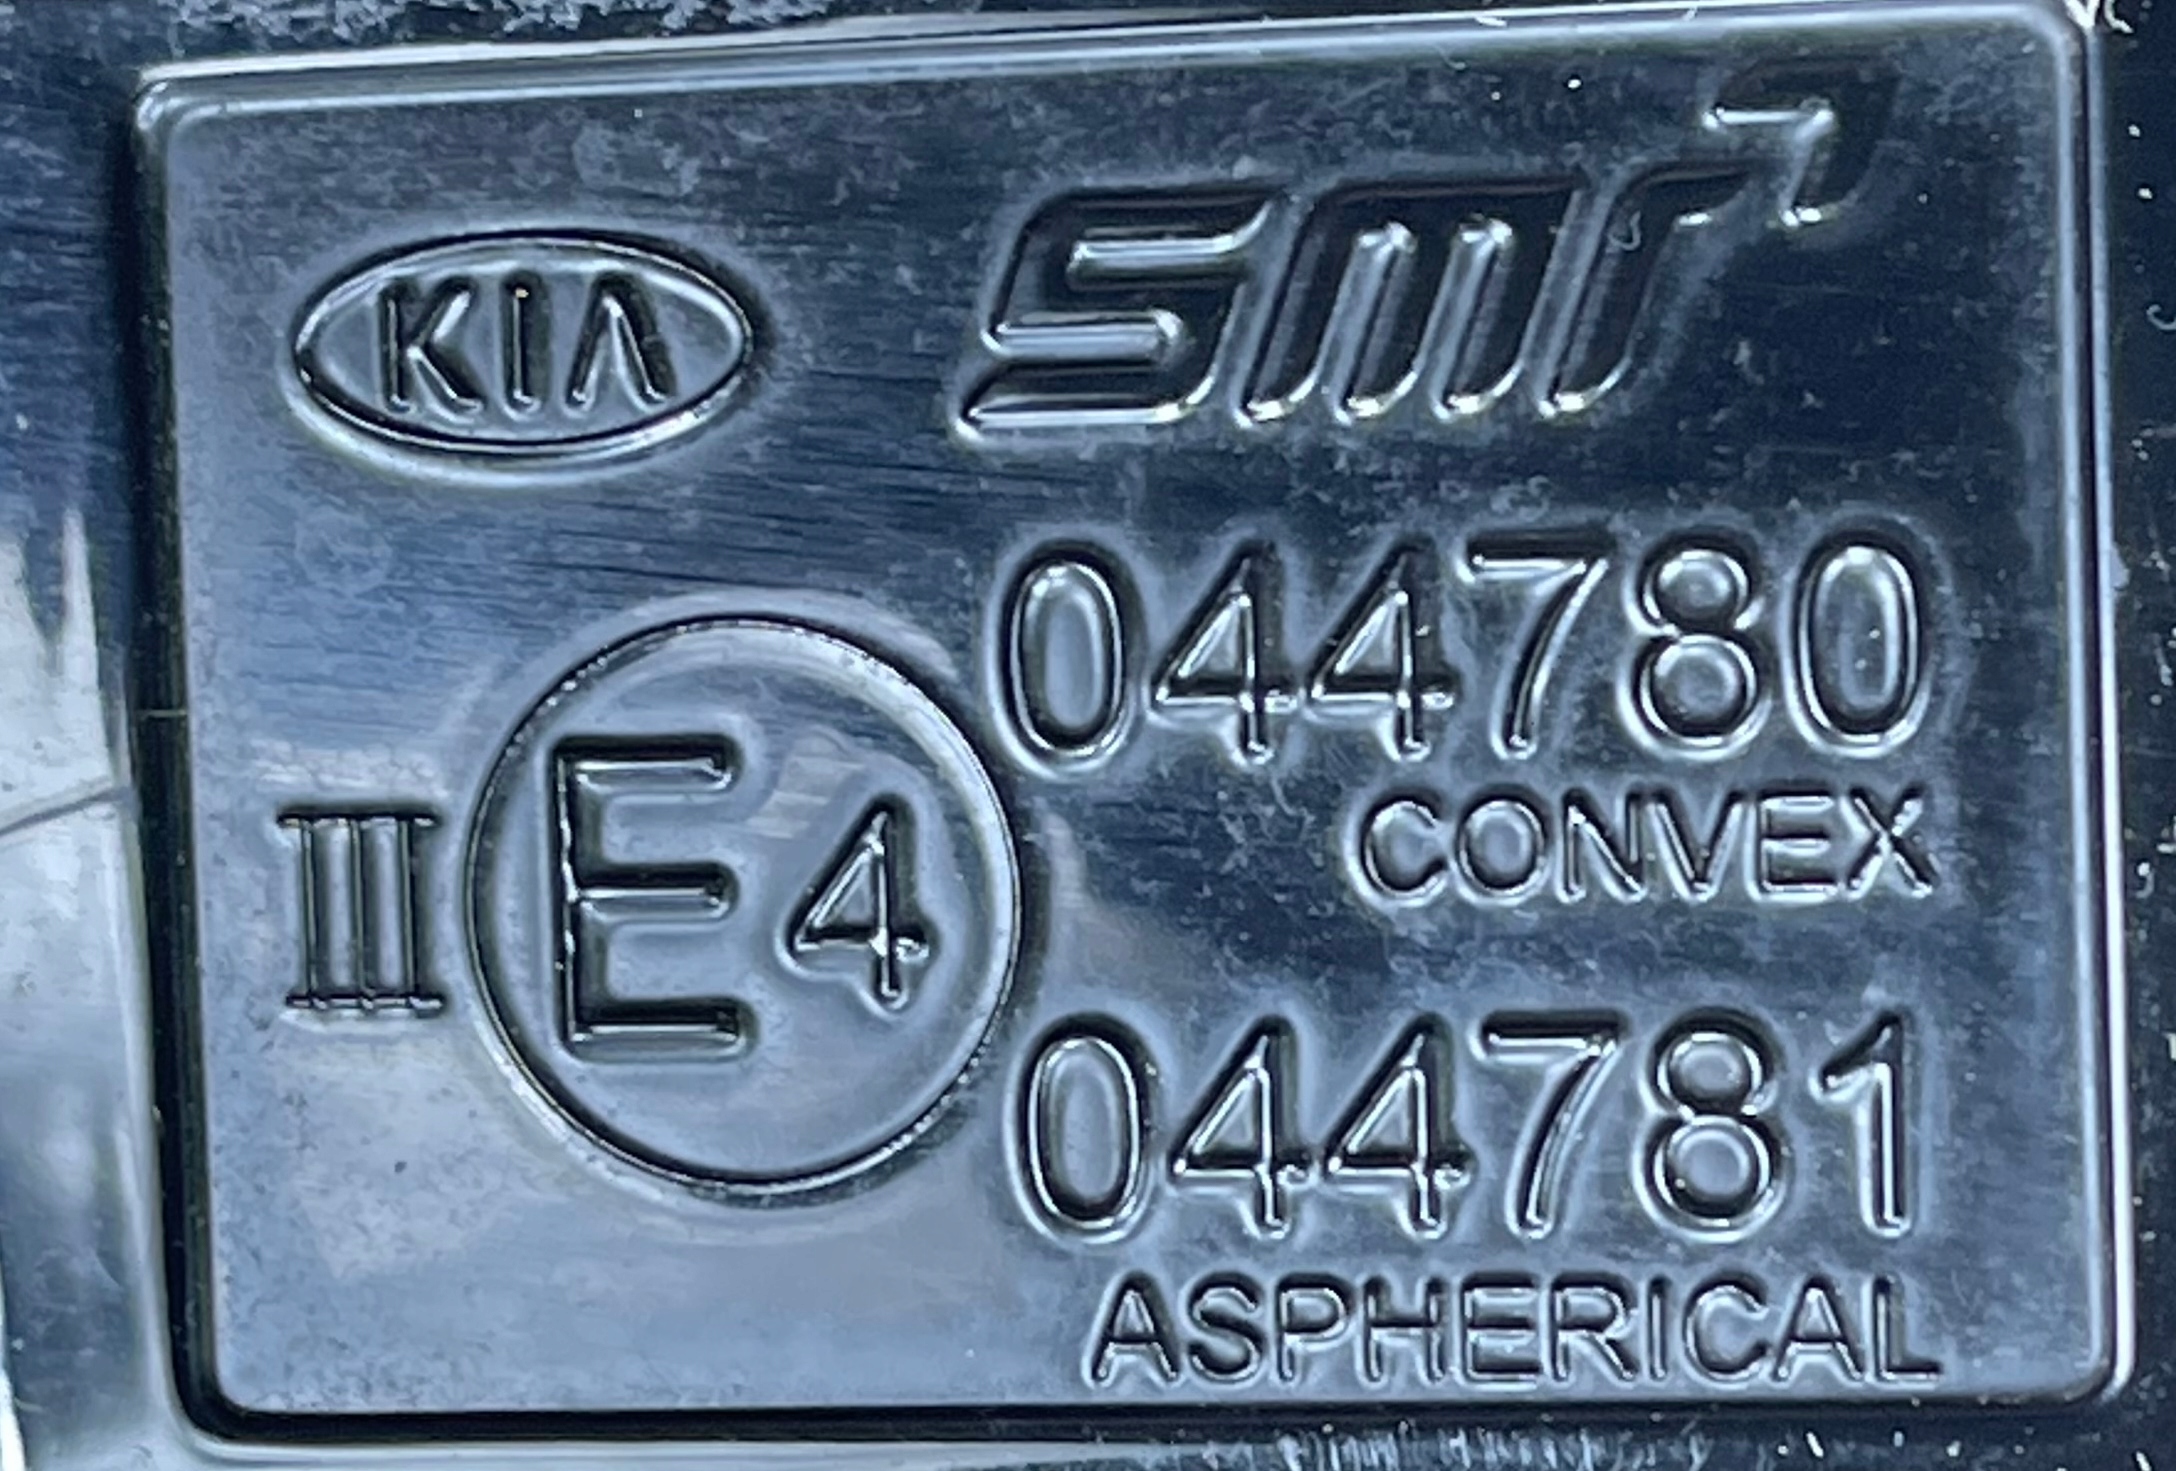 KIA
smr
044780
CONVEX
III E4
044781
ASPHERICAL